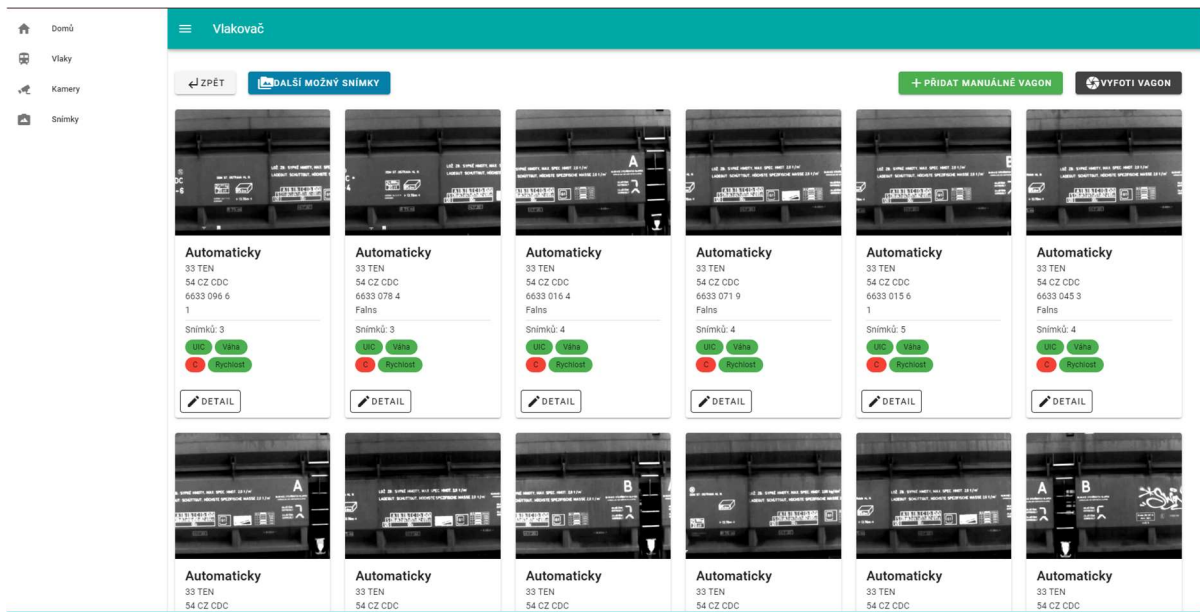 Domů
Vlaky
Kamery
Snímky
Vlakovač
ZPĚT
DALŠÍ MOŽNÝ SNÍMKY
PŘIDAT MANUÁLNĚ VAGON
VYFOTI VAGON
A
Automaticky
33 TEN
54 CZ CDC
6633 096 6
1
Snímků: 3
UIC Váha
C Rychlost
DETAIL
Automaticky
33 TEN
54 CZ CDC
6633 078 4
Falns
Snímků: 3
UIC Váha
C Rychlost
DETAIL
Automaticky
33 TEN
54 CZ CDC
6633 016 4
Falns
Snímků: 4
UIC Váha
C Rychlost
DETAIL
Automaticky
33 TEN
54 CZ CDC
6633 071 9
Falns
Snímků: 4
UIC Váha
C Rychlost
DETAIL
Automaticky
33 TEN
54 CZ CDC
6633 015 6
1
Snímků: 5
UIC Váha
C Rychlost
DETAIL
Automaticky
33 TEN
54 CZ CDC
6633 045 3
Falns
Snímků: 4
UIC Váha
C Rychlost
DETAIL
A
B
A B
Automaticky
33 TEN
54 CZ CDC
Automaticky
33 TEN
54 CZ CDC
Automaticky
33 TEN
54 CZ CDC
Automaticky
33 TEN
54 CZ CDC
Automaticky
33 TEN
54 CZ CDC
Automaticky
33 TEN
54 CZ CDC